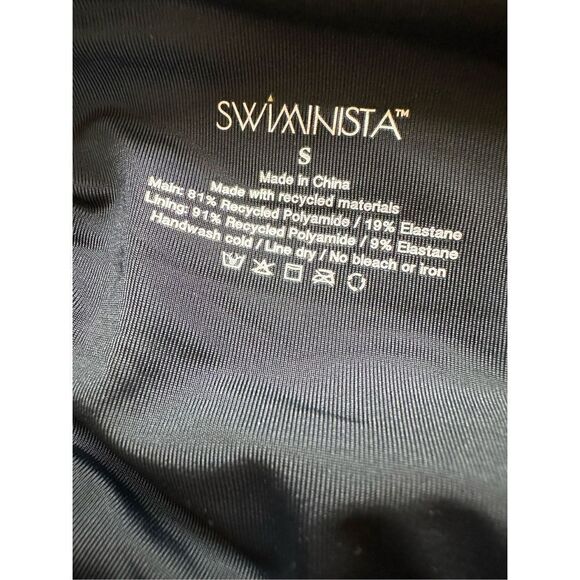 SWIMINISTA™
S
Made in China
Made with recycled materials
Main: 81% Recycled Polyamide / 19% Elastane
Lining: 91% Recycled Polyamide / 9% Elastane
Handwash cold / Line dry / No bleach or iron